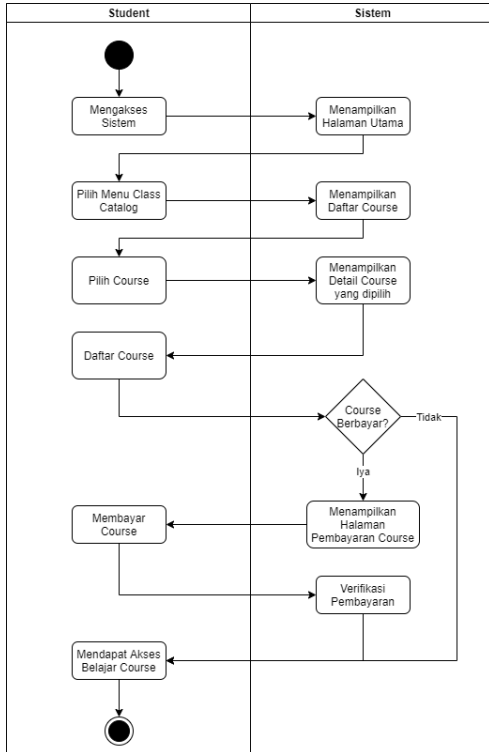 Student
Sistem
Mengakses
Sistem
Menampilkan
Halaman Utama
Pilih Menu Class
Catalog
Menampilkan
Daftar Course
Pilih Course
Menampilkan
Detail Course
yang dipilih
Daftar Course
Course
Berbayar?
Tidak
Iya
Menampilkan
Halaman
Pembayaran Course
Membayar
Course
Verifikasi
Pembayaran
Mendapat Akses
Belajar Course